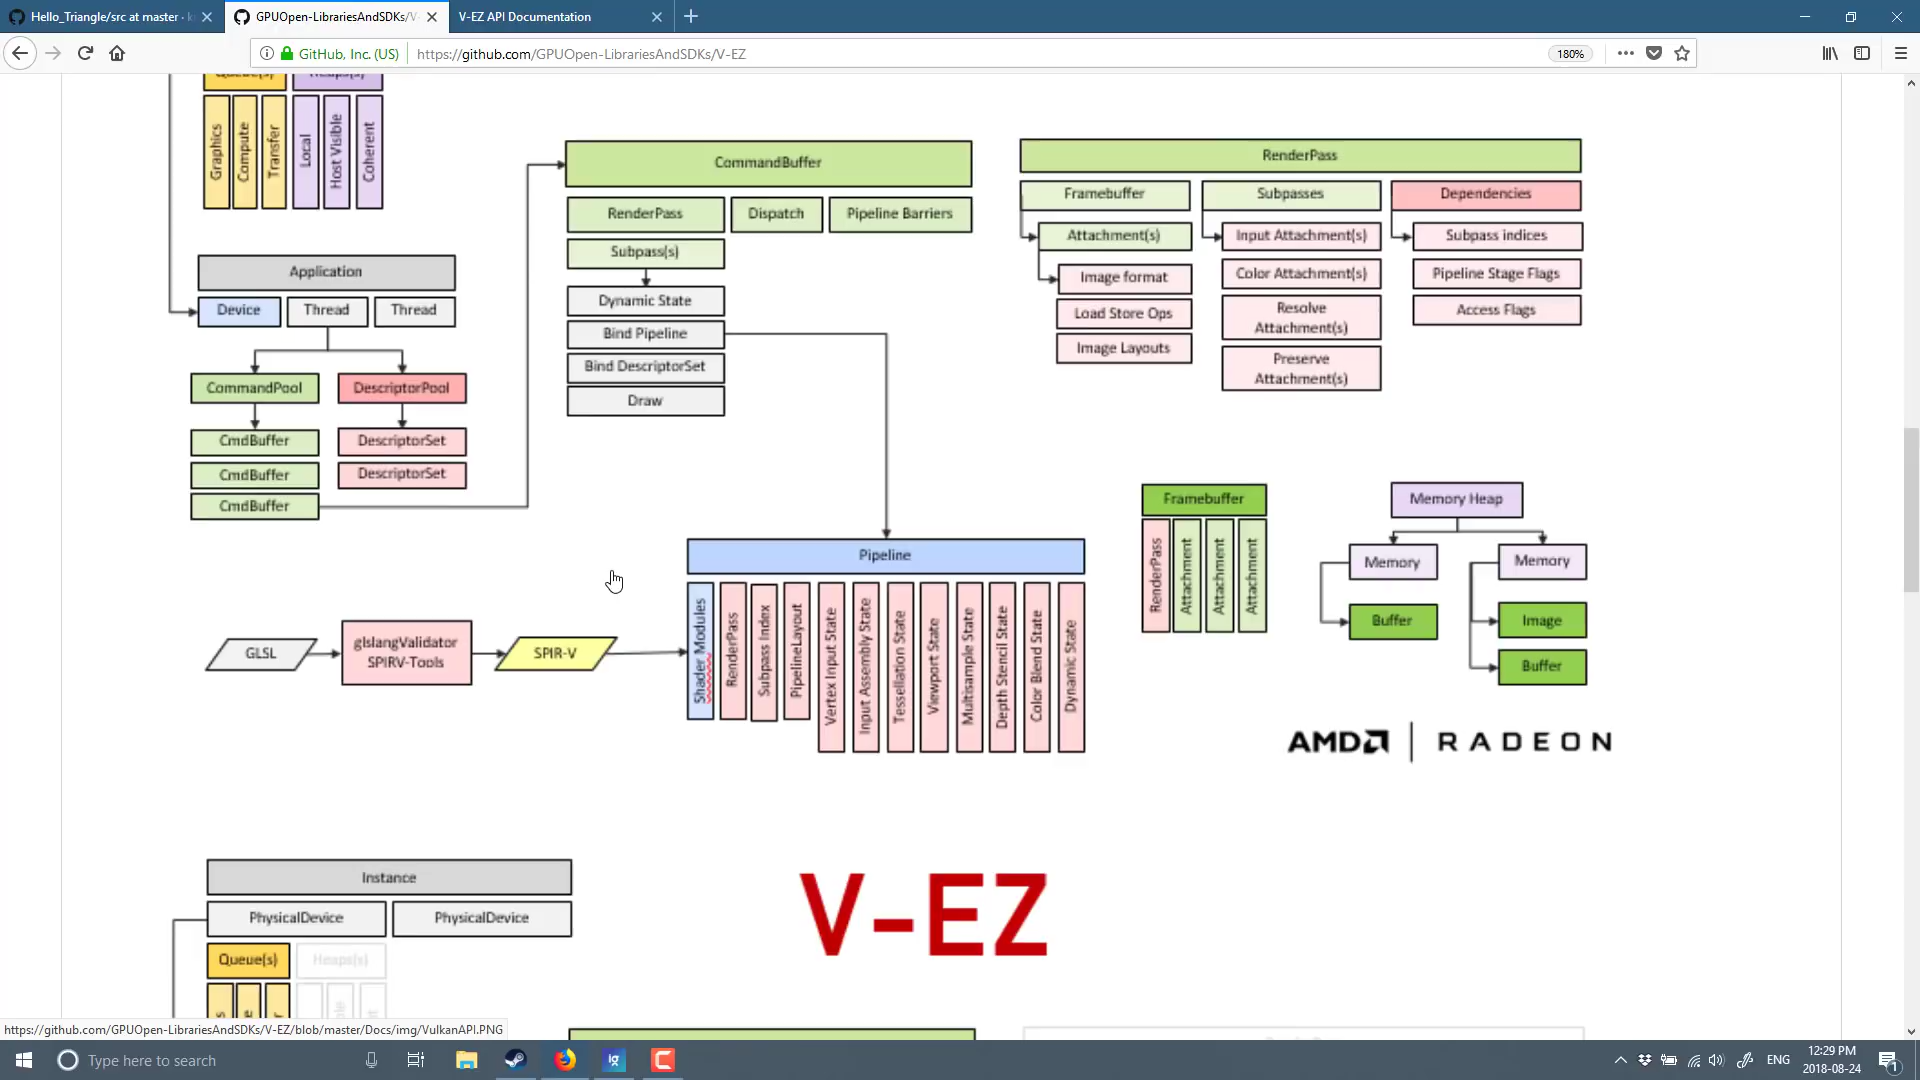 Hello_Triangle/src at master · k
GPUOpen-LibrariesAndSDKs/V-
V-EZ API Documentation
GitHub, Inc. (US)
https://github.com/GPUOpen-LibrariesAndSDKs/V-EZ
180%
Queue(s)
Heaps(s)
Graphics
Compute
Transfer
Local
Host Visible
Coherent
Application
Device
Thread
Thread
CommandPool
DescriptorPool
CmdBuffer
DescriptorSet
CmdBuffer
DescriptorSet
CmdBuffer
CommandBuffer
RenderPass
Dispatch
Pipeline Barriers
Subpass(s)
Dynamic State
Bind Pipeline
Bind DescriptorSet
Draw
RenderPass
Framebuffer
Subpasses
Dependencies
Attachment(s)
Input Attachment(s)
Subpass indices
Image format
Color Attachment(s)
Pipeline Stage Flags
Load Store Ops
Resolve
Attachment(s)
Access Flags
Image Layouts
Preserve
Attachment(s)
GLSL
glslangValidator
SPIRV-Tools
SPIR-V
Pipeline
Shader Modules
RenderPass
Subpass Index
PipelineLayout
Vertex Input State
Input Assembly State
Tessellation State
Viewport State
Multisample State
Depth Stencil State
Color Blend State
Dynamic State
Framebuffer
RenderPass
Attachment
Attachment
Attachment
Memory Heap
Memory
Memory
Buffer
Image
Buffer
AMD
RADEON
Instance
PhysicalDevice
PhysicalDevice
Queue(s)
Heaps(s)
V-EZ
https://github.com/GPUOpen-LibrariesAndSDKs/V-EZ/blob/master/Docs/img/VulkanAPI.PNG
Type here to search
ENG
12:29 PM
2018-08-24